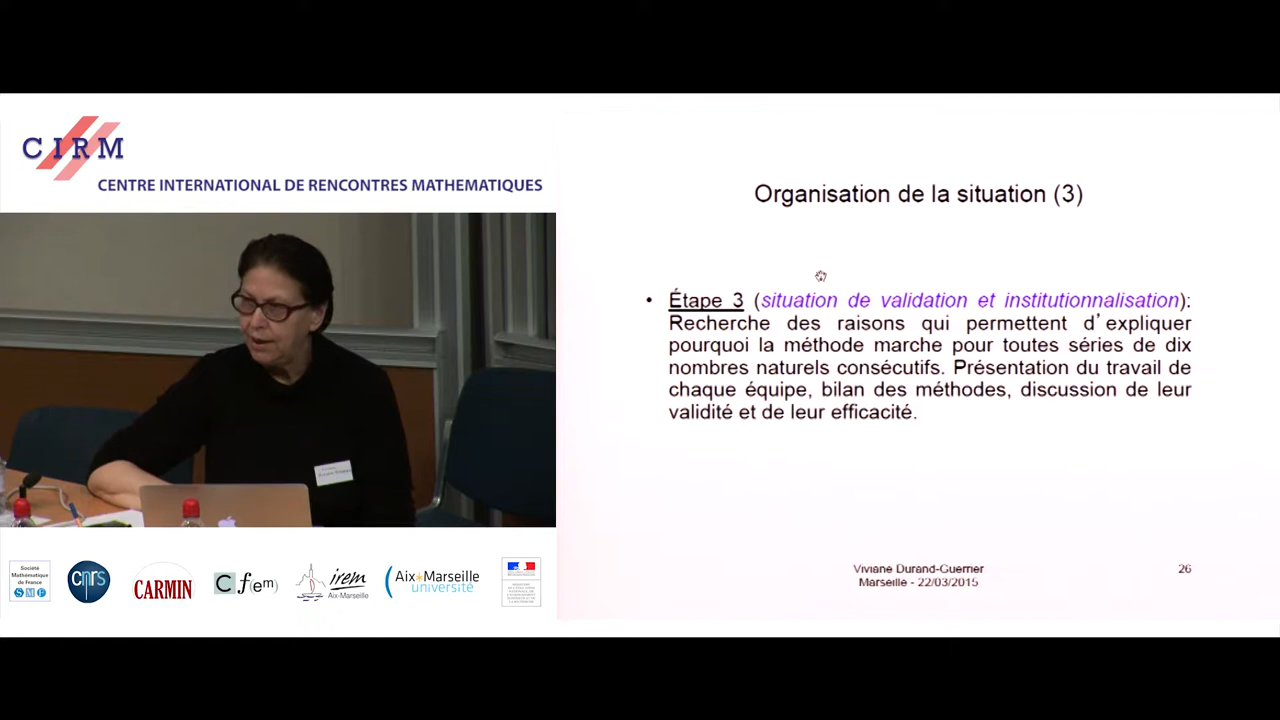 CIRM
CENTRE INTERNATIONAL DE RENCONTRES MATHEMATIQUES
Organisation de la situation (3)
• Étape 3 (situation de validation et institutionnalisation):
Recherche des raisons qui permettent d'expliquer
pourquoi la méthode marche pour toutes séries de dix
nombres naturels consécutifs. Présentation du travail de
chaque équipe, bilan des méthodes, discussion de leur
validité et de leur efficacité.
Société
Mathématique
de France
SMF
cnrs
CARMIN
Cf(em)
irem
Aix-Marseille
Aix*Marseille
université
Viviane Durand-Guerrier
Marseille - 22/03/2015
26